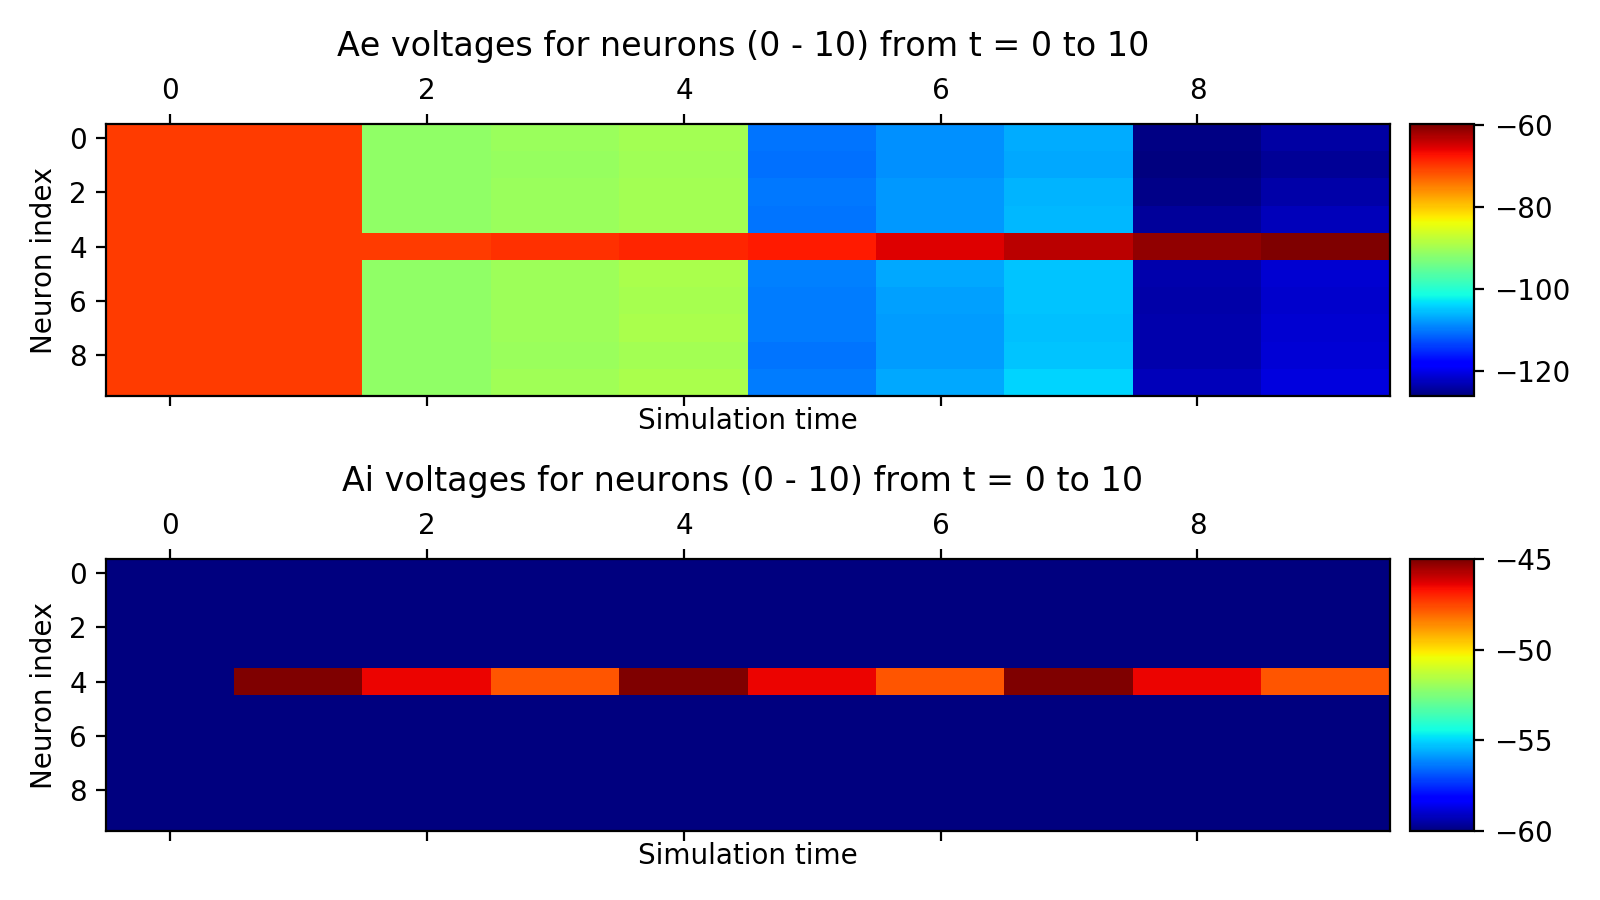 Ae voltages for neurons (0 - 10) from t = 0 to 10
0 2 4 6 8
Neuron index
0
2
4
6
8
−60
−80
−100
−120
Simulation time
Ai voltages for neurons (0 - 10) from t = 0 to 10
0 2 4 6 8
Neuron index
0
2
4
6
8
−45
−50
−55
−60
Simulation time